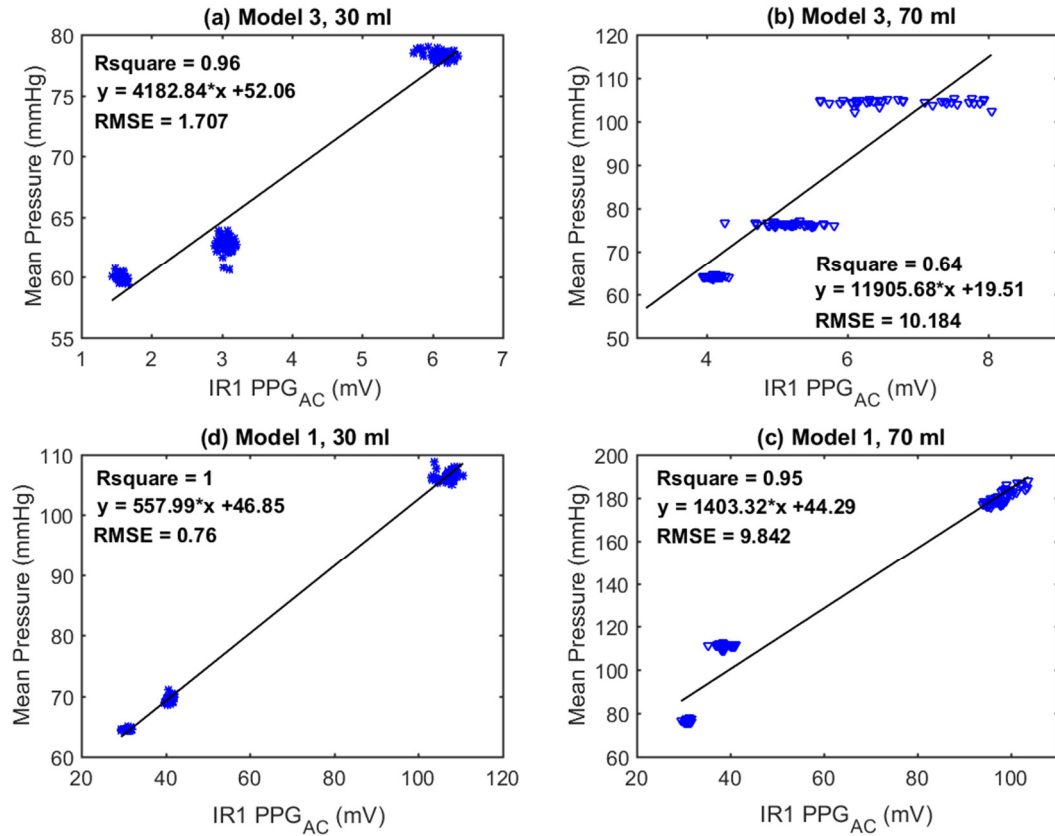 (a) Model 3, 30 ml
Rsquare = 0.96
y = 4182.84*x +52.06
RMSE = 1.707
80
75
70
65
60
55
Mean Pressure (mmHg)
1 2 3 4 5 6 7
IR1 PPG_AC (mV)
(b) Model 3, 70 ml
Rsquare = 0.64
y = 11905.68*x +19.51
RMSE = 10.184
120
110
100
90
80
70
60
50
Mean Pressure (mmHg)
4 6 8
IR1 PPG_AC (mV)
(d) Model 1, 30 ml
Rsquare = 1
y = 557.99*x +46.85
RMSE = 0.76
110
100
90
80
70
60
Mean Pressure (mmHg)
20 40 60 80 100 120
IR1 PPG_AC (mV)
(c) Model 1, 70 ml
Rsquare = 0.95
y = 1403.32*x +44.29
RMSE = 9.842
200
180
160
140
120
100
80
60
Mean Pressure (mmHg)
20 40 60 80 100
IR1 PPG_AC (mV)